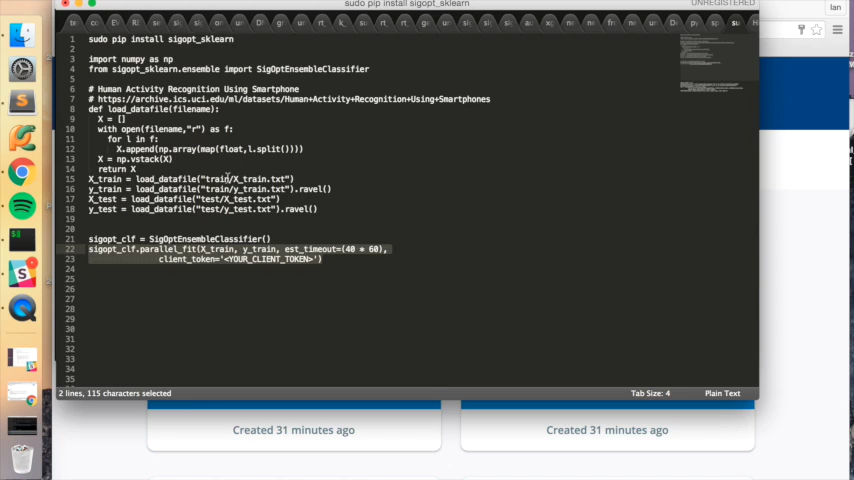 sudo pip install sigopt_sklearn
UNREGISTERED
Ian
un
1 sudo pip install sigopt_sklearn
2
3 import numpy as np
4 from sigopt_sklearn.ensemble import SigOptEnsembleClassifier
5
6 # Human Activity Recognition Using Smartphone
7 # https://archive.ics.uci.edu/ml/datasets/Human+Activity+Recognition+Using+Smartphones
8 def load_datafile(filename):
9 X = []
10 with open(filename,"r") as f:
11 for l in f:
12 X.append(np.array(map(float,l.split())))
13 X = np.vstack(X)
14 return X
15 X_train = load_datafile("train/X_train.txt")
16 y_train = load_datafile("train/y_train.txt").ravel()
17 X_test = load_datafile("test/X_test.txt")
18 y_test = load_datafile("test/y_test.txt").ravel()
19
20
21 sigopt_clf = SigOptEnsembleClassifier()
22 sigopt_clf.parallel_fit(X_train, y_train, est_timeout=(40 * 60),
23 client_token='<YOUR_CLIENT_TOKEN>')
24
25
26
27
28
29
30
31
32
33
34
35
2 lines, 115 characters selected
Tab Size: 4
Plain Text
Created 31 minutes ago
Created 31 minutes ago